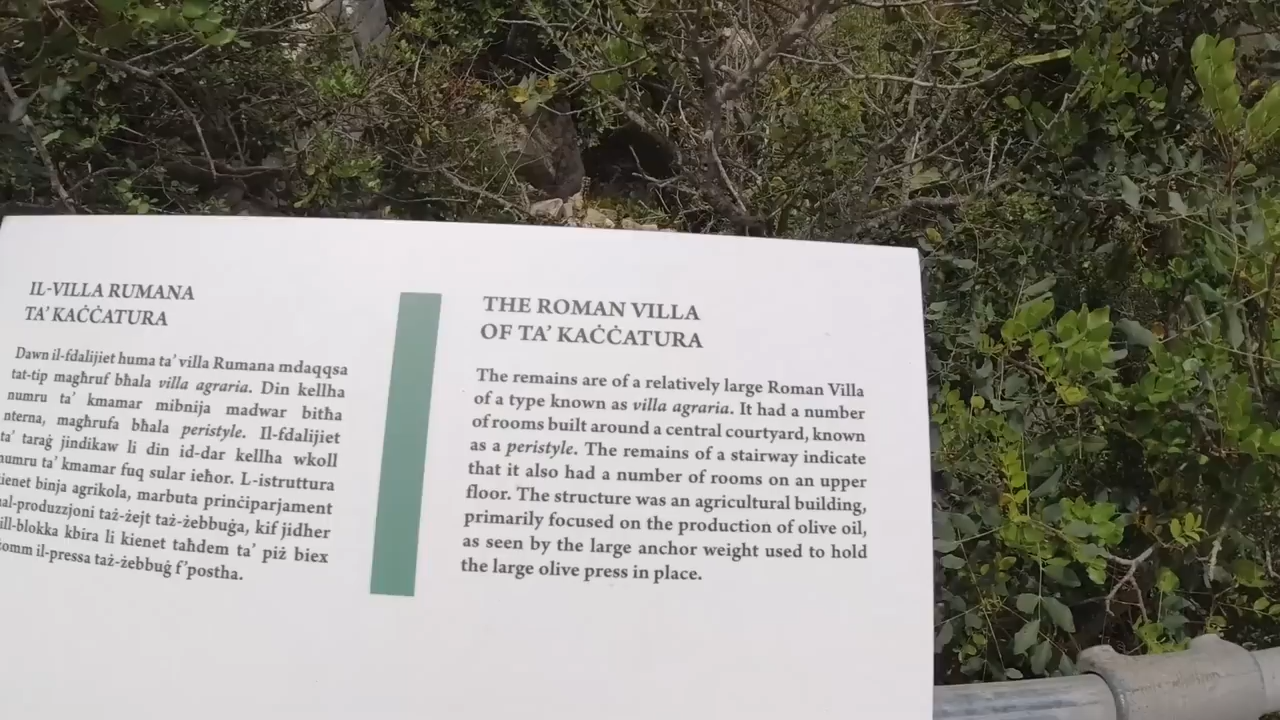 IL-VILLA RUMANA
TA' KAĊĊATURA
Dawn il-fdalijiet huma ta' villa Rumana mdaqqsa
tat-tip magħruf bħala villa agraria. Din kellha
numru ta' kmamar mibnija madwar bitħa
nterna, magħrufa bħala peristyle. Il-fdalijiet
ta' taraġ jindikaw li din id-dar kellha wkoll
numru ta' kmamar fuq sular ieħor. L-istruttura
kienet binja agrikola, marbuta prinċiparjament
mal-produzzjoni taż-żejt taż-żebbuġa, kif jidher
mill-blokka kbira li kienet taħdem ta' piż biex
żomm il-pressa taż-żebbuġ f'postha.
THE ROMAN VILLA
OF TA' KAĊĊATURA
The remains are of a relatively large Roman Villa
of a type known as villa agraria. It had a number
of rooms built around a central courtyard, known
as a peristyle. The remains of a stairway indicate
that it also had a number of rooms on an upper
floor. The structure was an agricultural building,
primarily focused on the production of olive oil,
as seen by the large anchor weight used to hold
the large olive press in place.